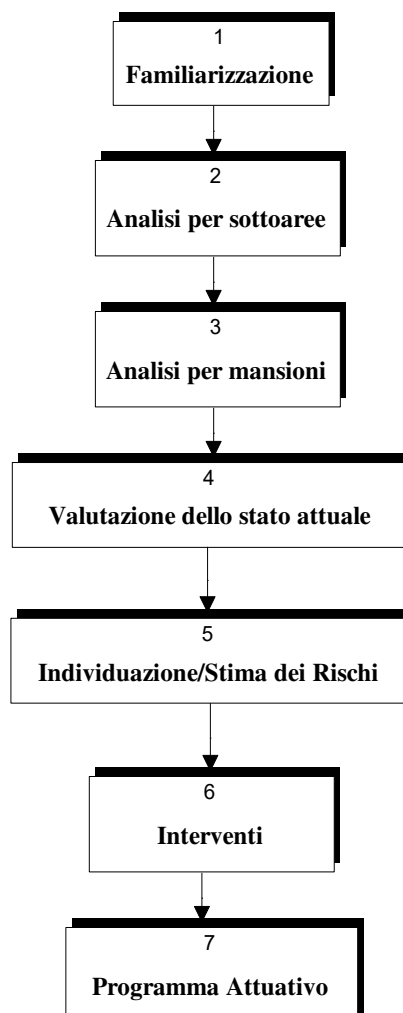 1
Familiarizzazione
2
Analisi per sottoaree
3
Analisi per mansioni
4
Valutazione dello stato attuale
5
Individuazione/Stima dei Rischi
6
Interventi
7
Programma Attuativo